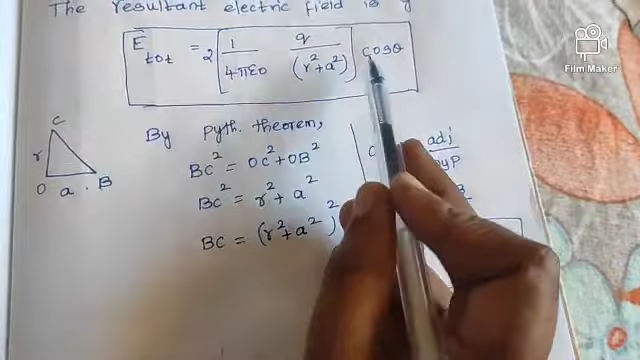 The resultant electric field is
E tot = 2 [ 1/4πε0 q/(r²+a²) ] cosθ
By Pyth. theorem,
BC² = OC² + OB²
BC² = r² + a²
BC = (r² + a²)²
adj
hyp
B
C
r
O a . B
Film Maker